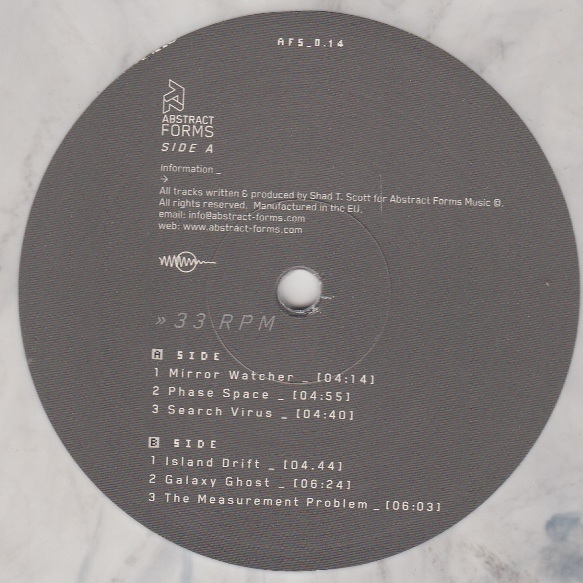 AFS_0.14
ABSTRACT
FORMS
SIDE A
Information _
→
All tracks written & produced by Shad T. Scott for Abstract Forms Music ©.
All rights reserved. Manufactured in the EU.
email: info@abstract-forms.com
web: www.abstract-forms.com
» 33 RPM
A SIDE
1 Mirror Watcher _ [04:14]
2 Phase Space _ [04:55]
3 Search Virus _ [04:40]
B SIDE
1 Island Drift _ [04.44]
2 Galaxy Ghost _ [06:24]
3 The Measurement Problem _ [06:03]